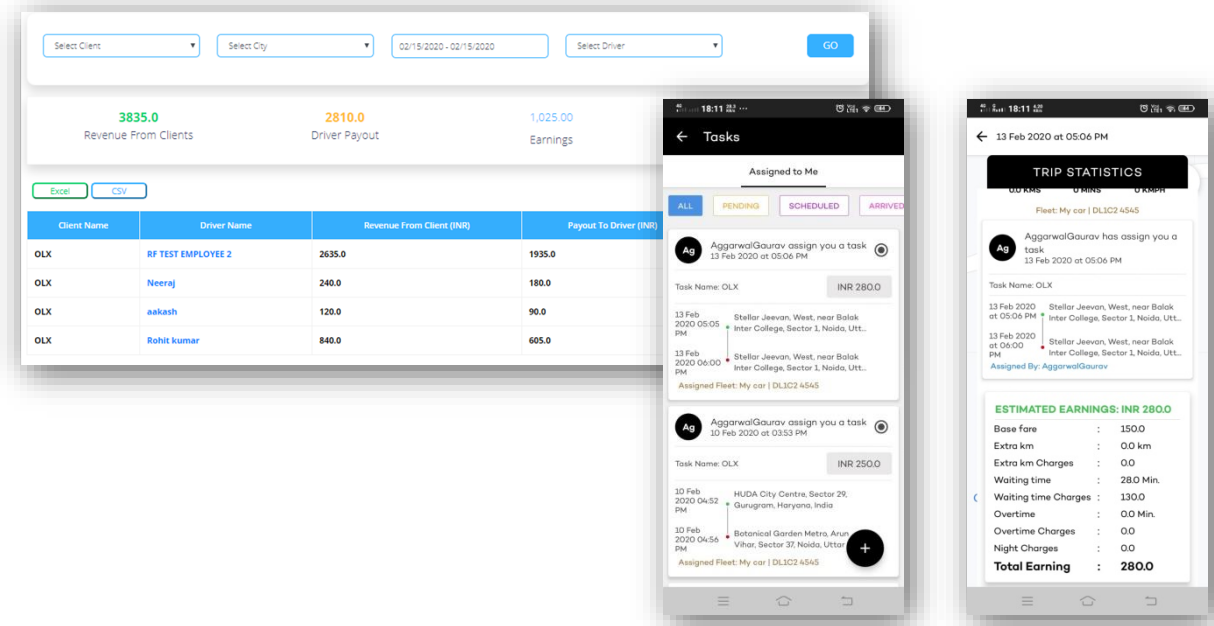 Select Client
Select City
02/15/2020 - 02/15/2020
Select Driver
GO
3835.0
Revenue From Clients
2810.0
Driver Payout
1,025.00
Earnings
Excel
CSV
Client Name Driver Name Revenue From Client (INR) Payout To Driver (INR)
OLX RF TEST EMPLOYEE 2 2635.0 1935.0
OLX Neeraj 240.0 180.0
OLX aakash 120.0 90.0
OLX Rohit kumar 840.0 605.0
18:11
Tasks
Assigned to Me
ALL PENDING SCHEDULED ARRIVED
Ag
AggarwalGaurav assign you a task
13 Feb 2020 at 05:06 PM
Task Name: OLX INR 280.0
13 Feb
2020 05:05
PM
Stellar Jeevan, West, near Balak
Inter College, Sector 1, Noida, Utt...
13 Feb
2020 06:00
PM
Stellar Jeevan, West, near Balak
Inter College, Sector 1, Noida, Utt...
Assigned Fleet: My car | DL1C2 4545
Ag
AggarwalGaurav assign you a task
10 Feb 2020 at 03:53 PM
Task Name: OLX INR 250.0
10 Feb
2020 04:52
PM
HUDA City Centre, Sector 29,
Gurugram, Haryana, India
10 Feb
2020 04:56
PM
Botanical Garden Metro, Arun
Vihar, Sector 37, Noida, Uttar
Assigned Fleet: My car | DL1C2 4545
18:11
13 Feb 2020 at 05:06 PM
TRIP STATISTICS
0.0 KMS 0 MINS 0 KMPH
Fleet: My car | DL1C2 4545
Ag
AggarwalGaurav has assign you a
task
13 Feb 2020 at 05:06 PM
Task Name: OLX
13 Feb 2020
at 05:06 PM
Stellar Jeevan, West, near Balak
Inter College, Sector 1, Noida, Utt...
13 Feb 2020
at 06:00
PM
Stellar Jeevan, West, near Balak
Inter College, Sector 1, Noida, Utt...
Assigned By: AggarwalGaurav
ESTIMATED EARNINGS: INR 280.0
Base fare : 150.0
Extra km : 0.0 km
Extra km Charges : 0.0
Waiting time : 28.0 Min.
Waiting time Charges : 130.0
Overtime : 0.0 Min.
Overtime Charges : 0.0
Night Charges : 0.0
Total Earning : 280.0